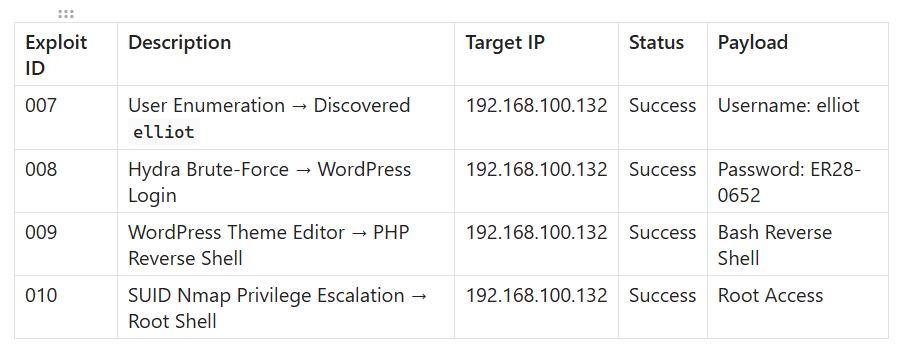 Exploit ID Description Target IP Status Payload
007 User Enumeration → Discovered elliot 192.168.100.132 Success Username: elliot
008 Hydra Brute-Force → WordPress Login 192.168.100.132 Success Password: ER28-0652
009 WordPress Theme Editor → PHP Reverse Shell 192.168.100.132 Success Bash Reverse Shell
010 SUID Nmap Privilege Escalation → Root Shell 192.168.100.132 Success Root Access